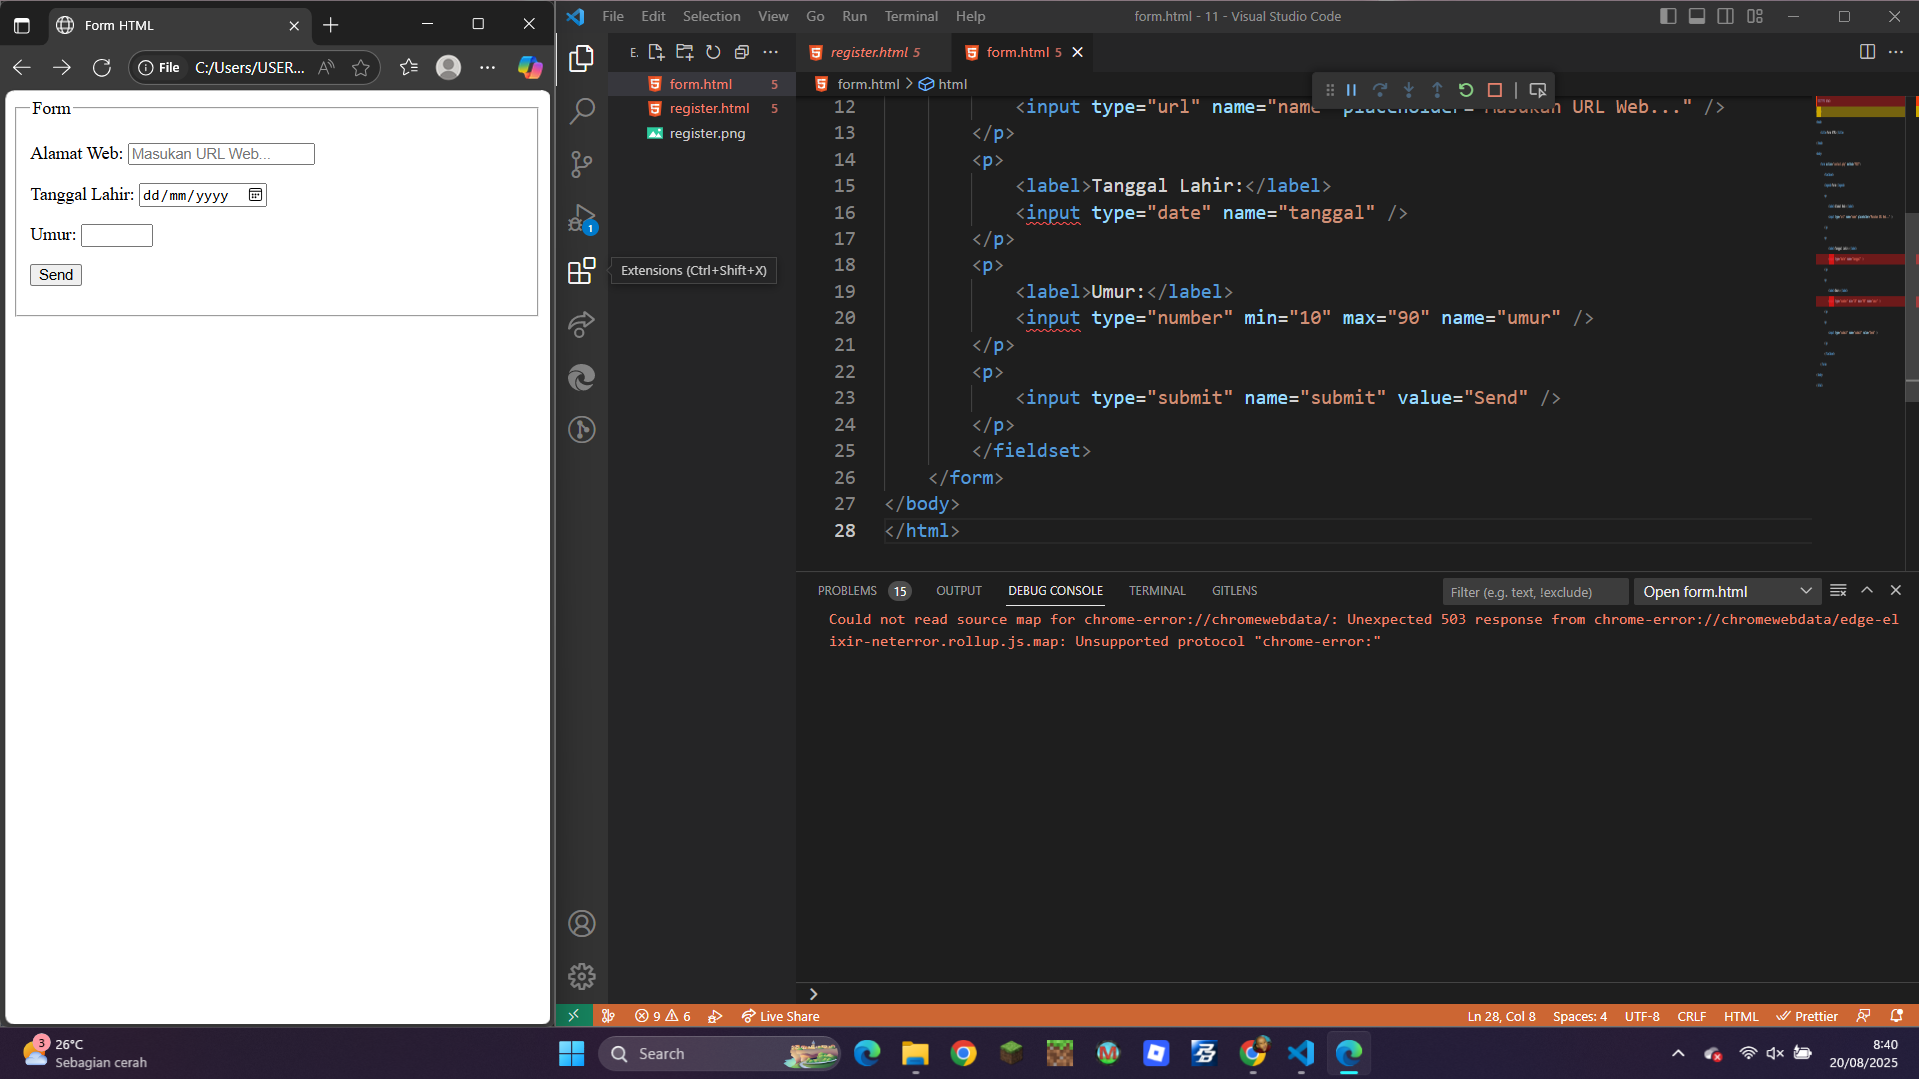 Form HTML
File
C:/Users/USER...
Form
Alamat Web:
Masukan URL Web...
Tanggal Lahir:
dd/mm/yyyy
Umur:
Send
File Edit Selection View Go Run Terminal Help
form.html - 11 - Visual Studio Code
E.
form.html 5
register.html 5
register.png
1
Extensions (Ctrl+Shift+X)
register.html 5
form.html 5
form.html > html
12 <input type="url" name="name" placeholder="Masukan URL Web..." />
13 </p>
14 <p>
15 <label>Tanggal Lahir:</label>
16 <input type="date" name="tanggal" />
17 </p>
18 <p>
19 <label>Umur:</label>
20 <input type="number" min="10" max="90" name="umur" />
21 </p>
22 <p>
23 <input type="submit" name="submit" value="Send" />
24 </p>
25 </fieldset>
26 </form>
27 </body>
28 </html>
PROBLEMS 15 OUTPUT DEBUG CONSOLE TERMINAL GITLENS
Filter (e.g. text, !exclude)
Open form.html
Could not read source map for chrome-error://chromewebdata/: Unexpected 503 response from chrome-error://chromewebdata/edge-el
ixir-neterror.rollup.js.map: Unsupported protocol "chrome-error:"
9 6 Live Share
Ln 28, Col 8 Spaces: 4 UTF-8 CRLF HTML Prettier
3
26°C
Sebagian cerah
Search
8:40
20/08/2025